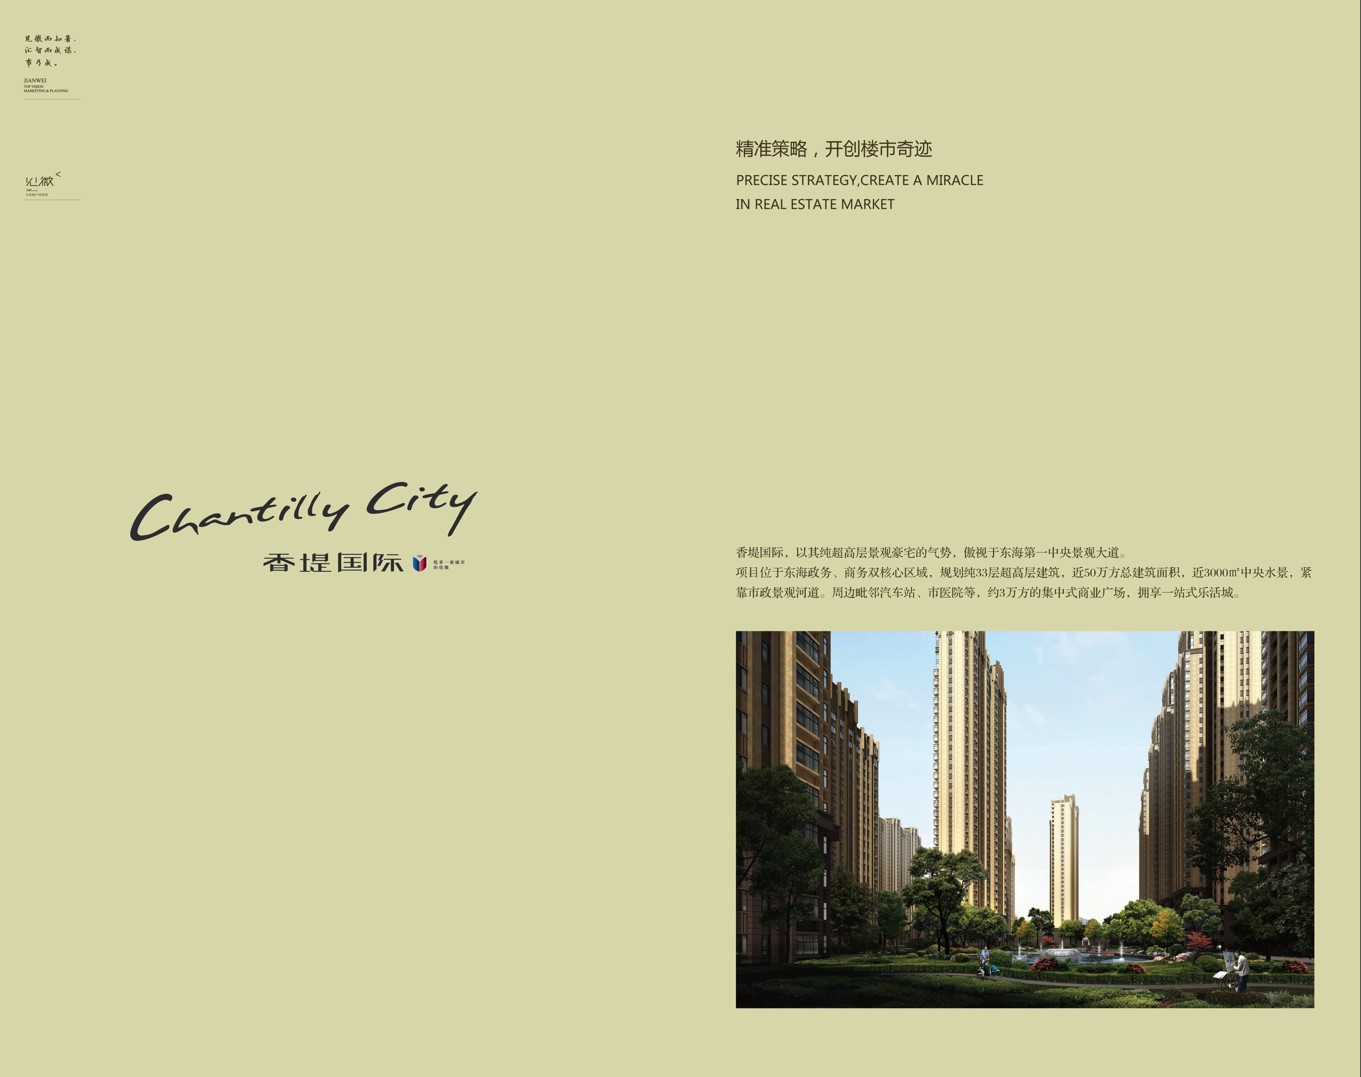 见微而知著，
汇智而成谋，
事乃成。
JIANWEI
TOP VISION
MARKETING & PLANNING
见微
精准策略，开创楼市奇迹
PRECISE STRATEGY,CREATE A MIRACLE
IN REAL ESTATE MARKET
Chantilly City
香堤国际
香堤国际，以其纯超高层景观豪宅的气势，傲视于东海第一中央景观大道。
项目位于东海政务、商务双核心区域，规划纯33层超高层建筑，近50万方总建筑面积，近3000㎡中央水景，紧
靠市政景观河道。周边毗邻汽车站、市医院等，约3万方的集中式商业广场，拥享一站式乐活城。